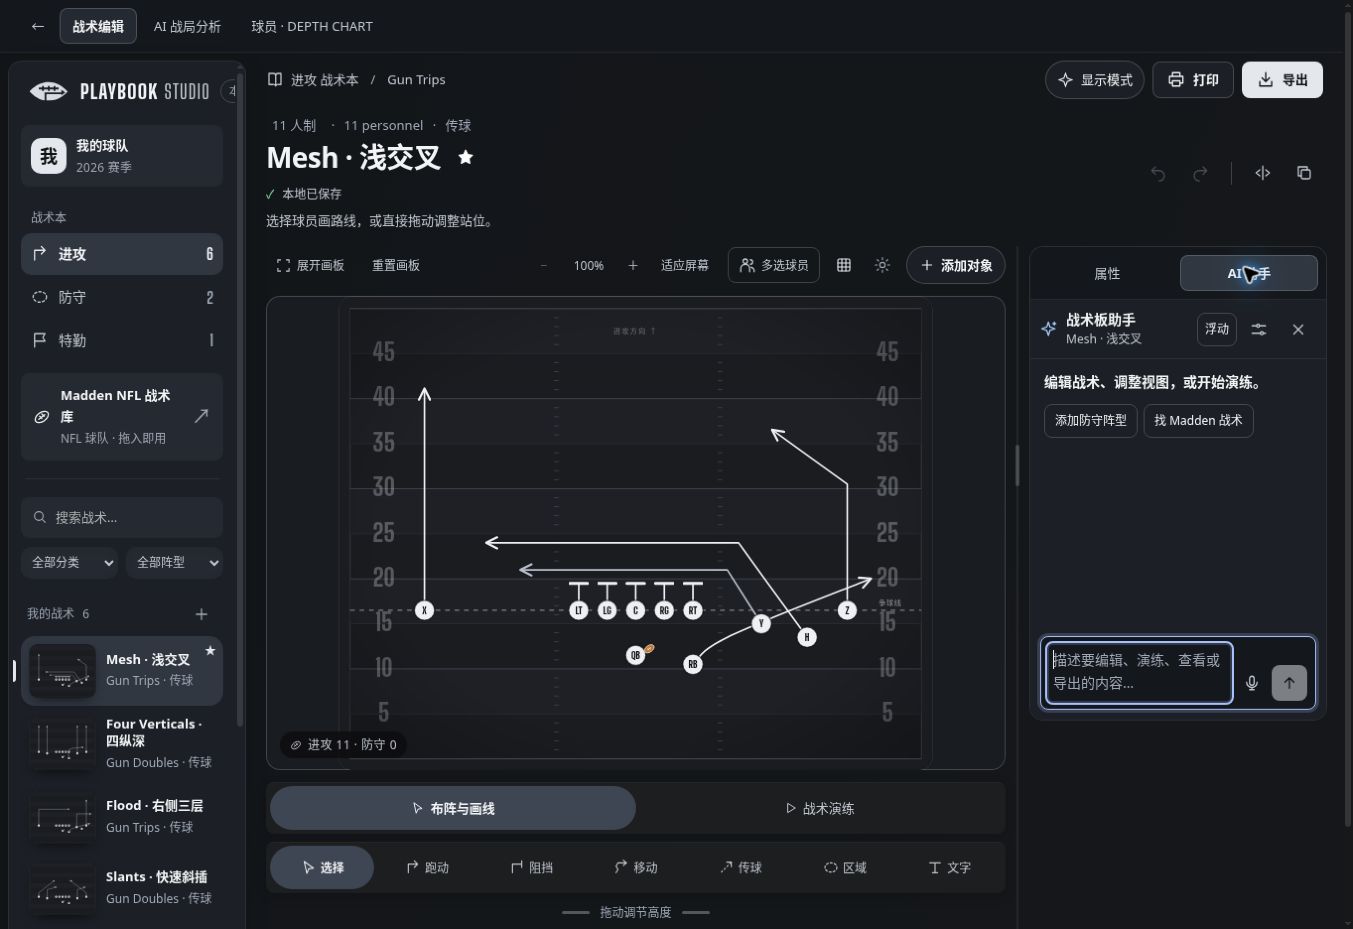 ← 战术编辑 AI 战局分析 球员 · DEPTH CHART
PLAYBOOK STUDIO
我 我的球队
2026 赛季
战术本
进攻 6
防守 2
特勤 1
Madden NFL 战术
库
NFL 球队 · 拖入即用
搜索战术...
全部分类 全部阵型
我的战术 6 +
Mesh · 浅交叉 ★
Gun Trips · 传球
Four Verticals ·
四纵深
Gun Doubles · 传球
Flood · 右侧三层
Gun Trips · 传球
Slants · 快速斜插
Gun Doubles · 传球
进攻 战术本 / Gun Trips
显示模式 打印 导出
11 人制 · 11 personnel · 传球
Mesh · 浅交叉 ★
✓ 本地已保存
选择球员画路线，或直接拖动调整站位。
展开画板 重置画板 − 100% + 适应屏幕 多选球员 + 添加对象
进攻方向 ↑
45 45
40 40
35 35
30 30
25 25
20 20
X LT LG C RG RT Z
15 15
Y
H
QB
RB
10 10
5 5
进攻 11 · 防守 0
布阵与画线 战术演练
选择 跑动 阻挡 移动 传球 区域 文字
拖动调节高度
属性
战术板助手
Mesh · 浅交叉
浮动
编辑战术、调整视图，或开始演练。
添加防守阵型 找 Madden 战术
描述要编辑、演练、查看或
导出的内容...